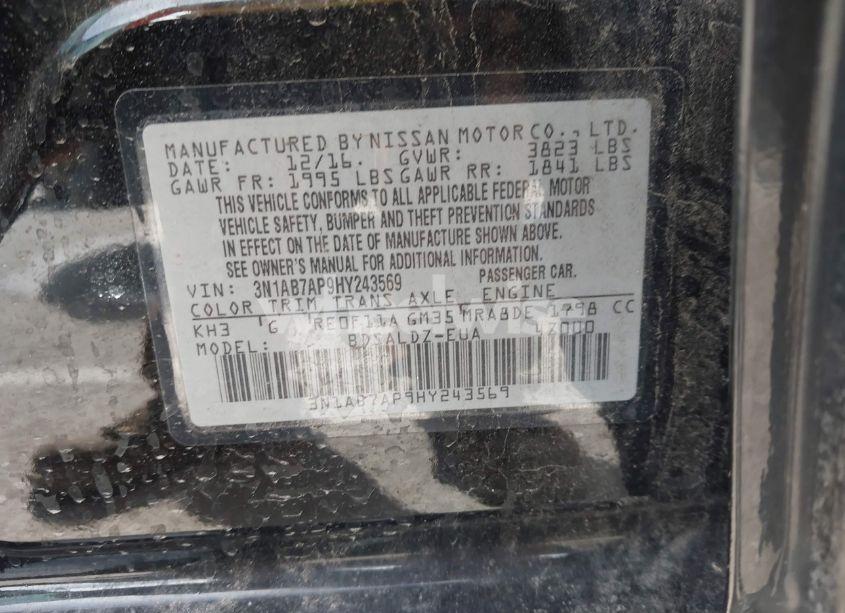 MANUFACTURED BY NISSAN MOTOR CO., LTD.
DATE: 12/16. GVWR: 3823 LBS
GAWR FR: 1995 LBS GAWR RR: 1841 LBS
THIS VEHICLE CONFORMS TO ALL APPLICABLE FEDERAL MOTOR
VEHICLE SAFETY, BUMPER AND THEFT PREVENTION STANDARDS
IN EFFECT ON THE DATE OF MANUFACTURE SHOWN ABOVE.
SEE OWNER'S MANUAL FOR ADDITIONAL INFORMATION.
VIN: 3N1AB7AP9HY243569 PASSENGER CAR.
COLOR TRIM TRANS AXLE ENGINE
KH3 G RE0F11A GM35 MRA8DE 1798 CC
MODEL: BDSALDZ-EUA
3N1AB7AP9HY243569